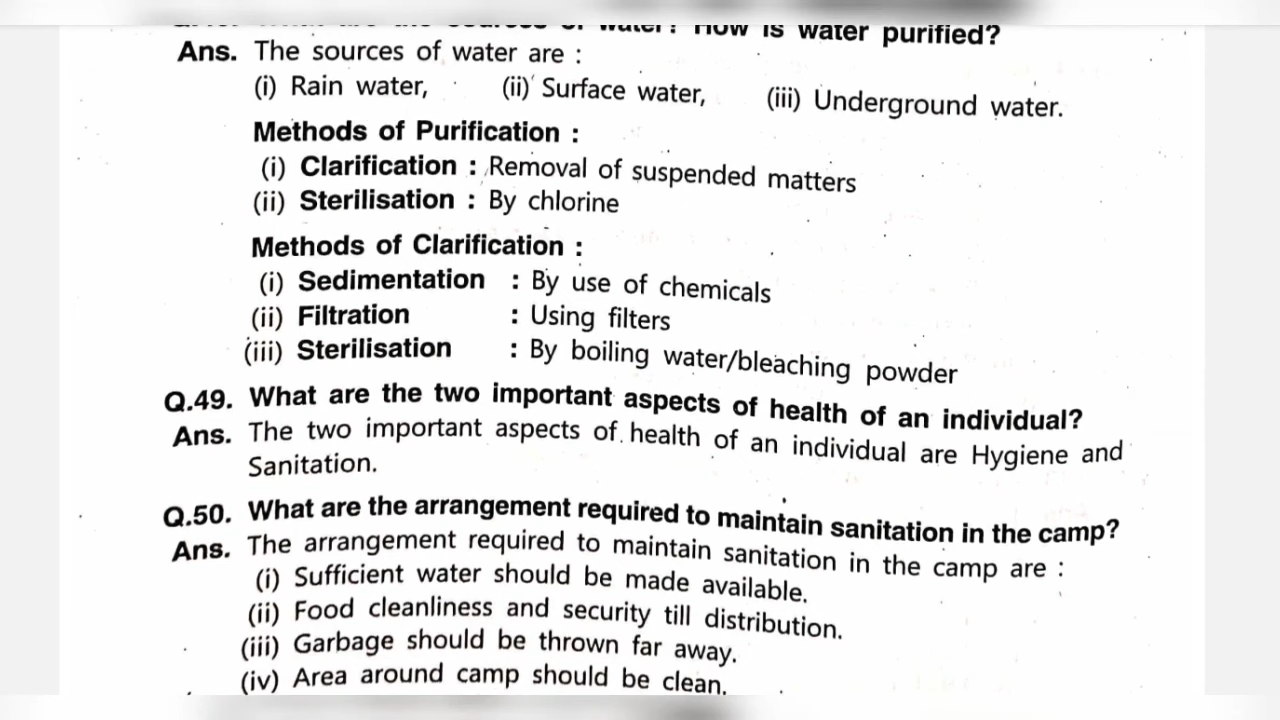 water? How is water purified?
Ans. The sources of water are :
(i) Rain water, (ii) Surface water, (iii) Underground water.
Methods of Purification :
(i) Clarification : Removal of suspended matters
(ii) Sterilisation : By chlorine
Methods of Clarification :
(i) Sedimentation : By use of chemicals
(ii) Filtration : Using filters
(iii) Sterilisation : By boiling water/bleaching powder
Q.49. What are the two important aspects of health of an individual?
Ans. The two important aspects of health of an individual are Hygiene and
Sanitation.
Q.50. What are the arrangement required to maintain sanitation in the camp?
Ans. The arrangement required to maintain sanitation in the camp are :
(i) Sufficient water should be made available.
(ii) Food cleanliness and security till distribution.
(iii) Garbage should be thrown far away.
(iv) Area around camp should be clean.